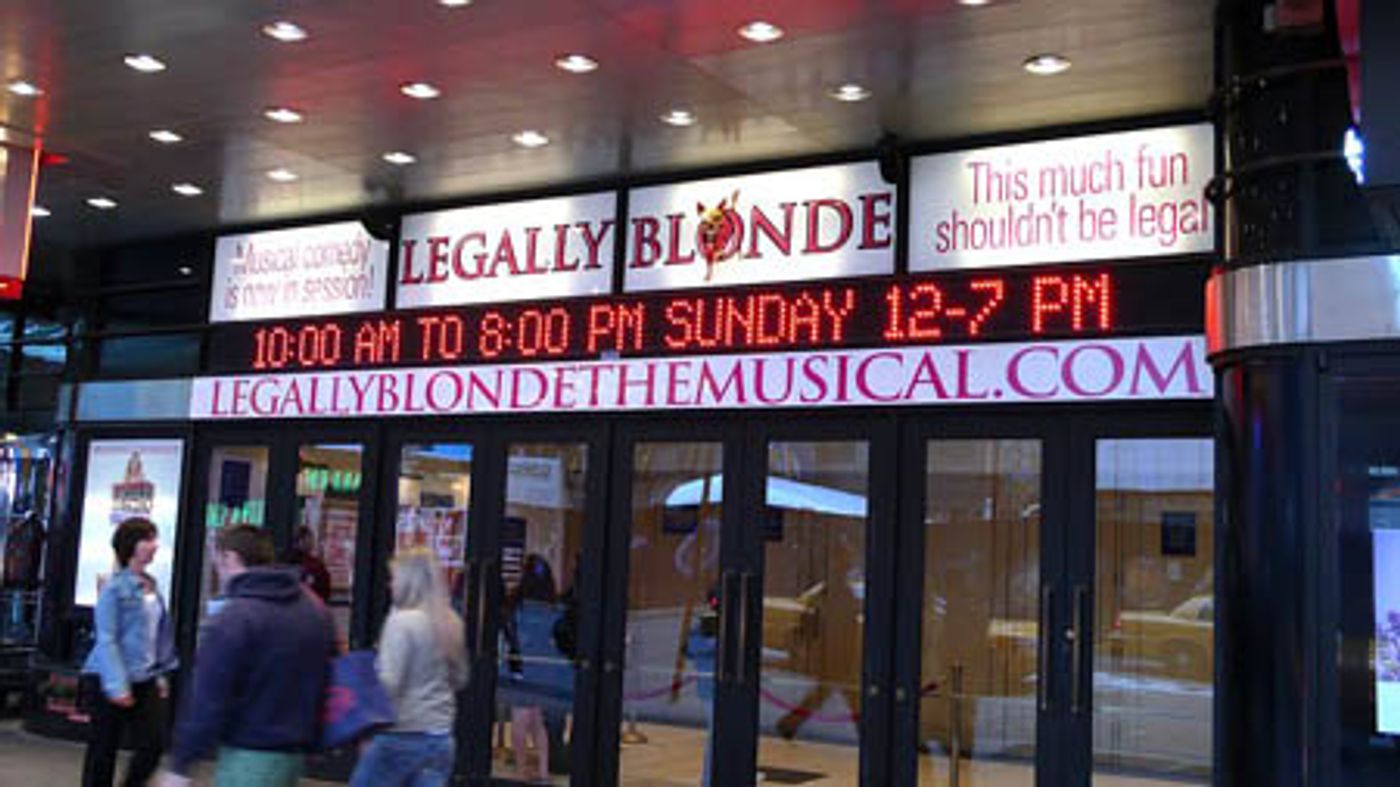 Musical comedy
is now in session!
LEGALLY BLONDE
This much fun
shouldn't be legal
10:00 AM TO 8:00 PM SUNDAY 12-7 PM
LEGALLYBLONDETHEMUSICAL.COM